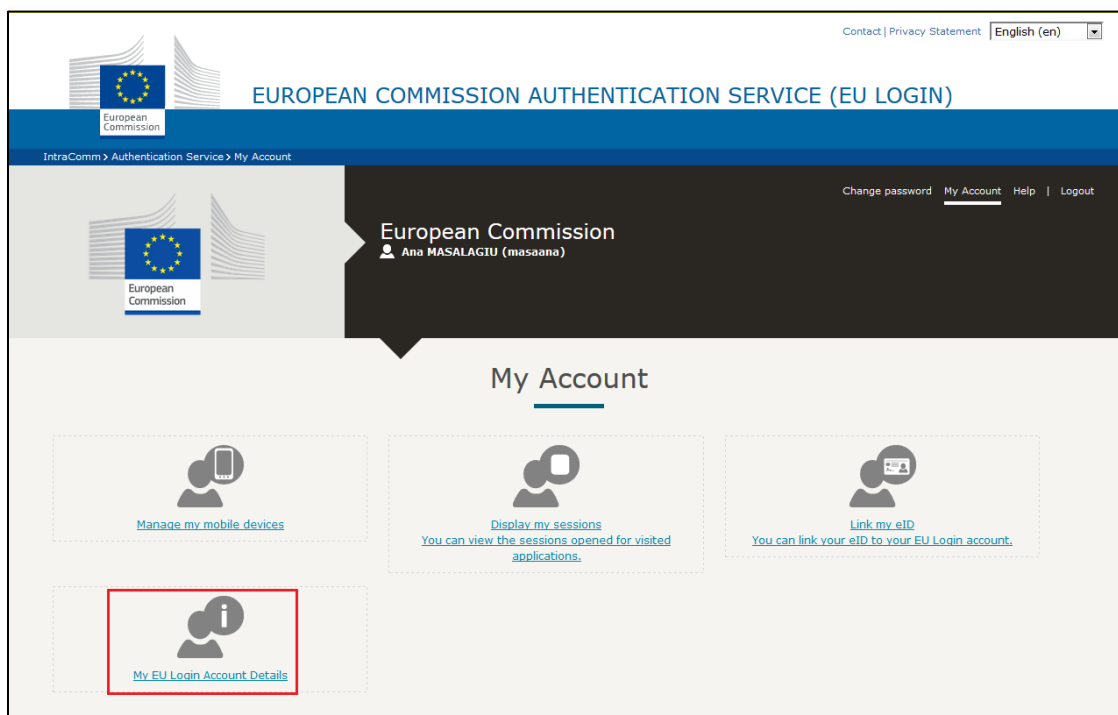 Contact | Privacy Statement English (en)
European
Commission
EUROPEAN COMMISSION AUTHENTICATION SERVICE (EU LOGIN)
IntraComm > Authentication Service > My Account
Change password My Account Help | Logout
European
Commission
European Commission
Ana MASALAGIU (masaana)
My Account
Manage my mobile devices
Display my sessions
You can view the sessions opened for visited
applications.
Link my eID
You can link your eID to your EU Login account.
i
My EU Login Account Details